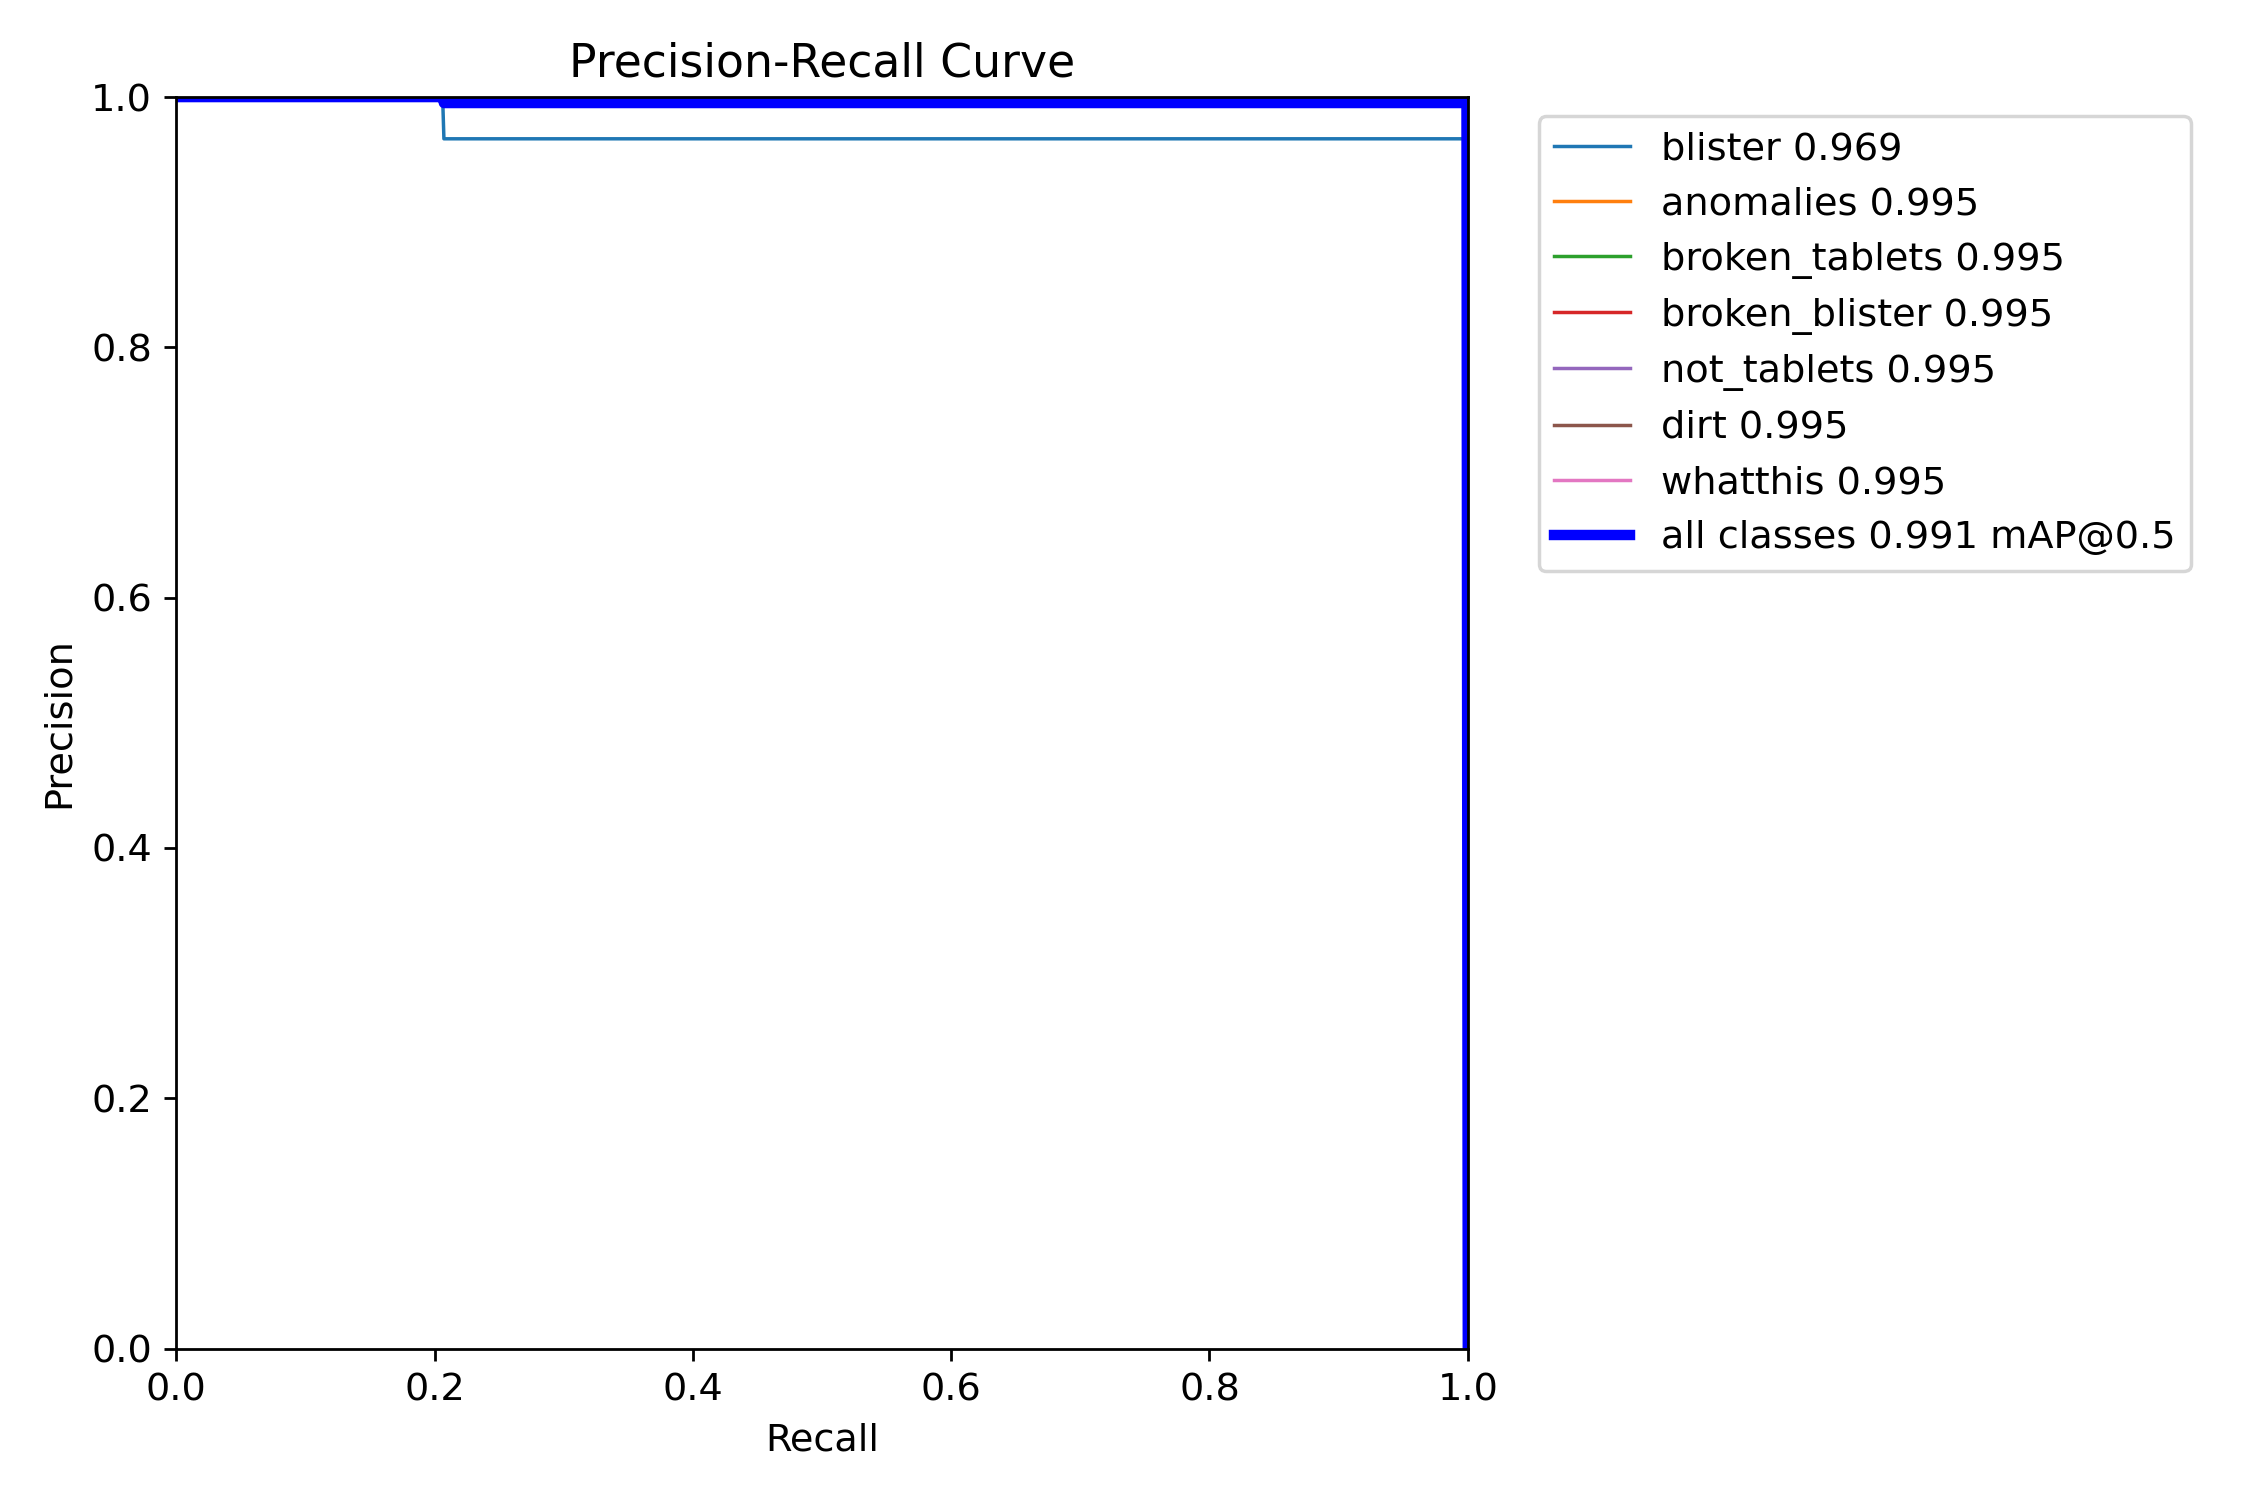 Precision-Recall Curve
1.0
0.8
0.6
0.4
0.2
0.0
Precision
0.0 0.2 0.4 0.6 0.8 1.0
Recall
blister 0.969
anomalies 0.995
broken_tablets 0.995
broken_blister 0.995
not_tablets 0.995
dirt 0.995
whatthis 0.995
all classes 0.991 mAP@0.5